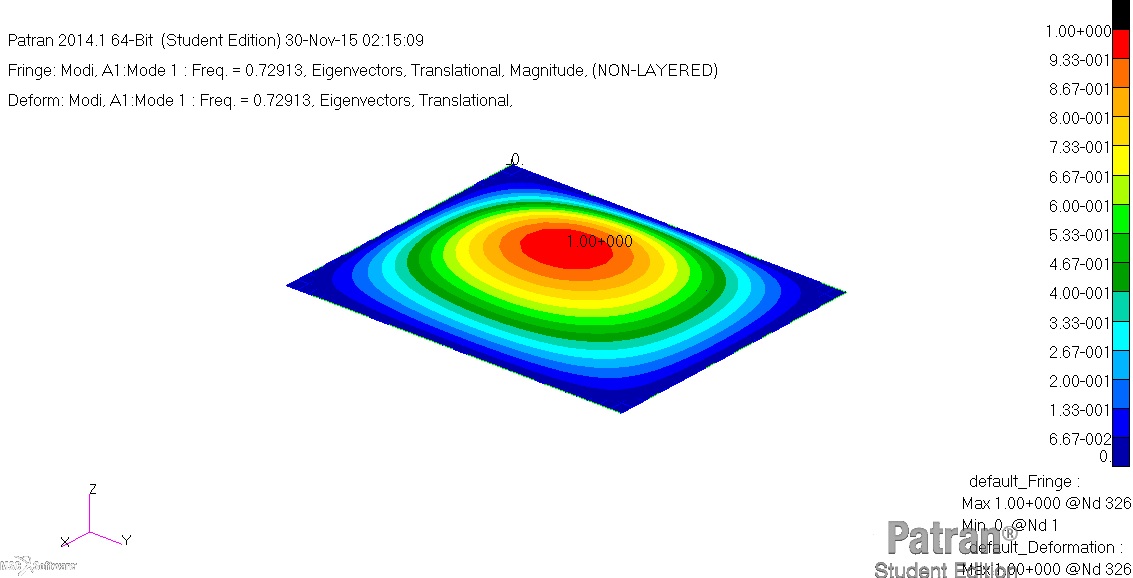 Patran 2014.1 64-Bit (Student Edition) 30-Nov-15 02:15:09
Fringe: Modi, A1:Mode 1 : Freq. = 0.72913, Eigenvectors, Translational, Magnitude, (NON-LAYERED)
Deform: Modi, A1:Mode 1 : Freq. = 0.72913, Eigenvectors, Translational,
1.00+000
9.33-001
8.67-001
8.00-001
7.33-001
6.67-001
6.00-001
5.33-001
4.67-001
4.00-001
3.33-001
2.67-001
2.00-001
1.33-001
6.67-002
0.
0.
1.00+000
Z
X
Y
default_Fringe :
Max 1.00+000 @Nd 326
Min 0. @Nd 1
default_Deformation :
Max 1.00+000 @Nd 326
Patran®
Student Edition
Software